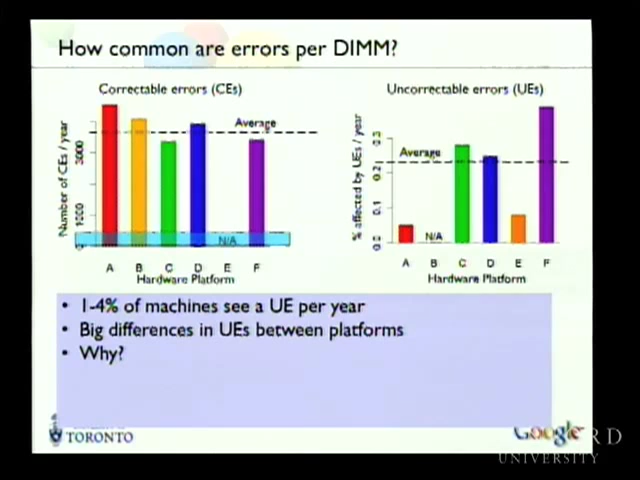 How common are errors per DIMM?
Correctable errors (CEs)
Number of CEs / year
1000
3000
Average
N/A
A B C D E F
Hardware Platform
Uncorrectable errors (UEs)
% affected by UEs / year
0.0 0.1 0.2 0.3
Average
N/A
A B C D E F
Hardware Platform
• 1-4% of machines see a UE per year
• Big differences in UEs between platforms
• Why?
TORONTO
Google
UNIVERSITY